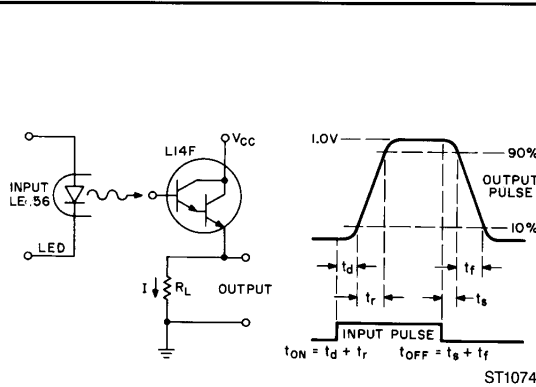 VCC
L14F
INPUT
LED
I
RL
OUTPUT
1.0V
90%
OUTPUT
PULSE
10%
td
tf
tr
ts
INPUT PULSE
tON = td + tr
tOFF = ts + tf
ST1074